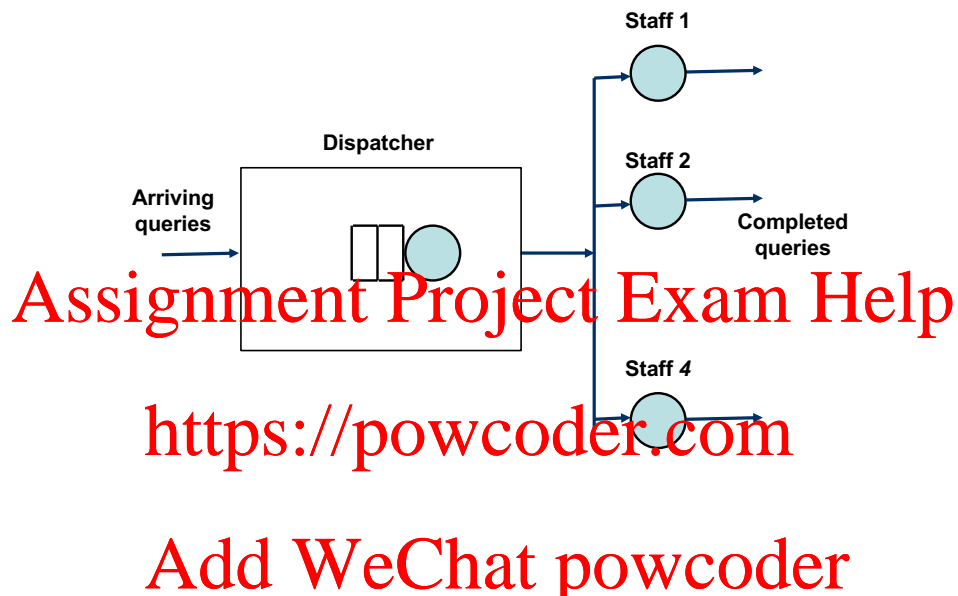 Staff 1
Dispatcher
Staff 2
Arriving
queries
Completed
queries
Assignment Project Exam Help
Staff 4
https://powcoder.com
Add WeChat powcoder